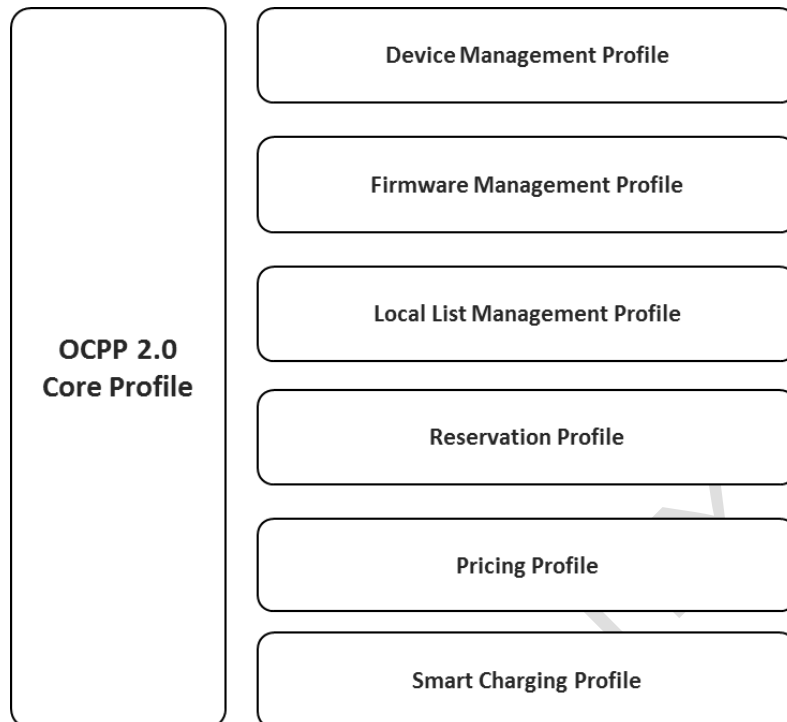 OCPP 2.0
Core Profile
Device Management Profile
Firmware Management Profile
Local List Management Profile
Reservation Profile
Pricing Profile
Smart Charging Profile